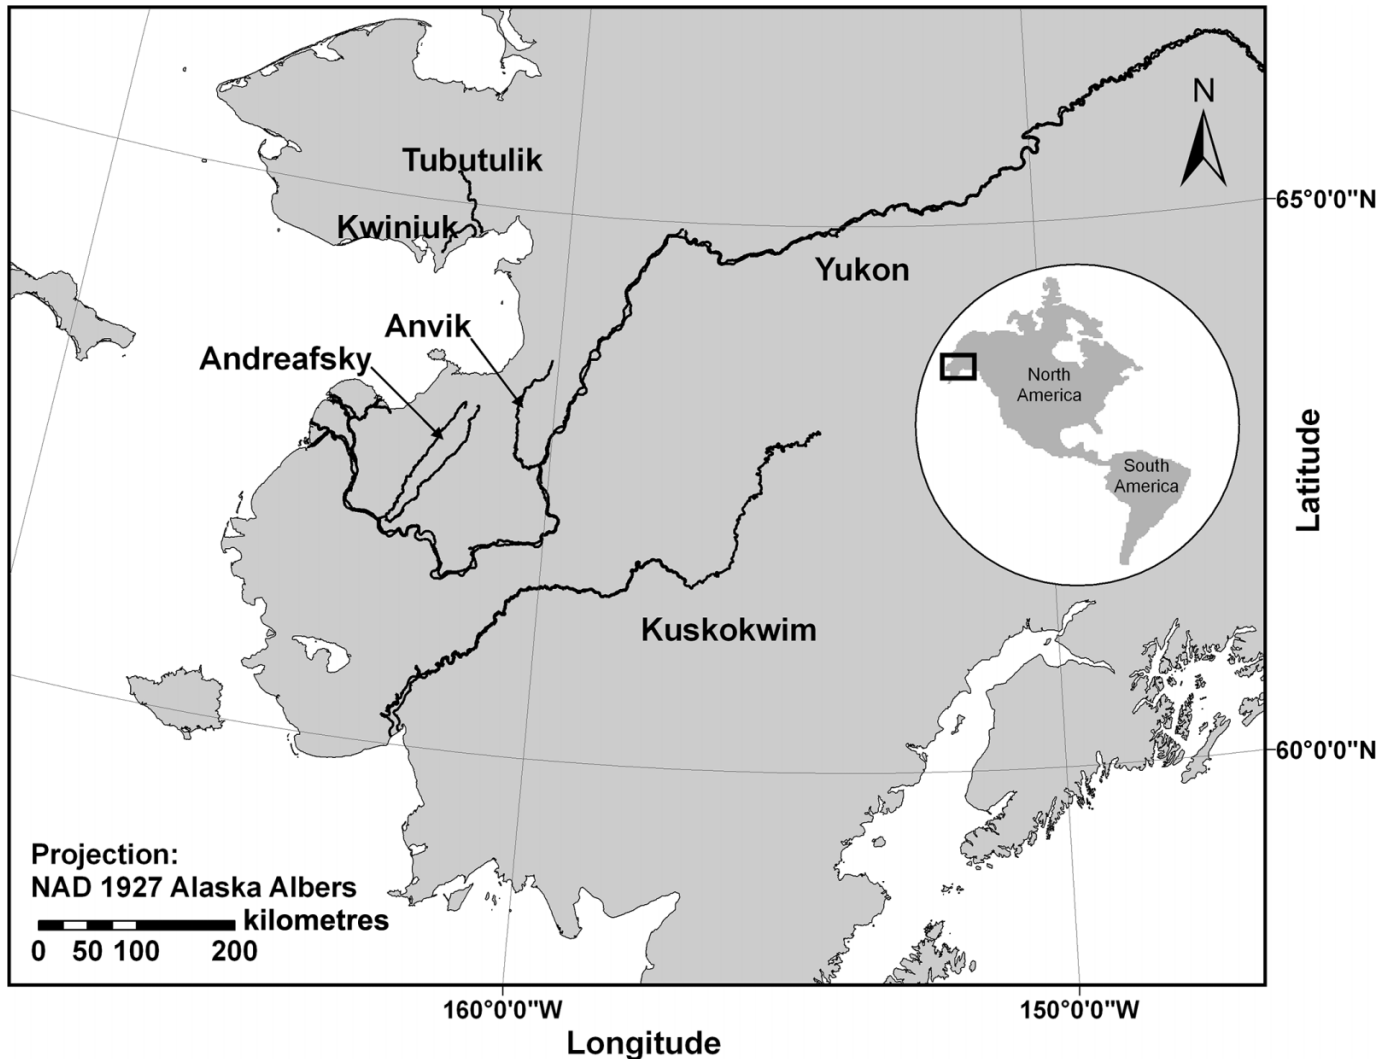 N
Tubutulik
65°0'0"N
Kwiniuk
Yukon
Anvik
Andreafsky
North
America
Latitude
South
America
Kuskokwim
60°0'0"N
Projection:
NAD 1927 Alaska Albers
kilometres
0 50 100 200
160°0'0"W
150°0'0"W
Longitude